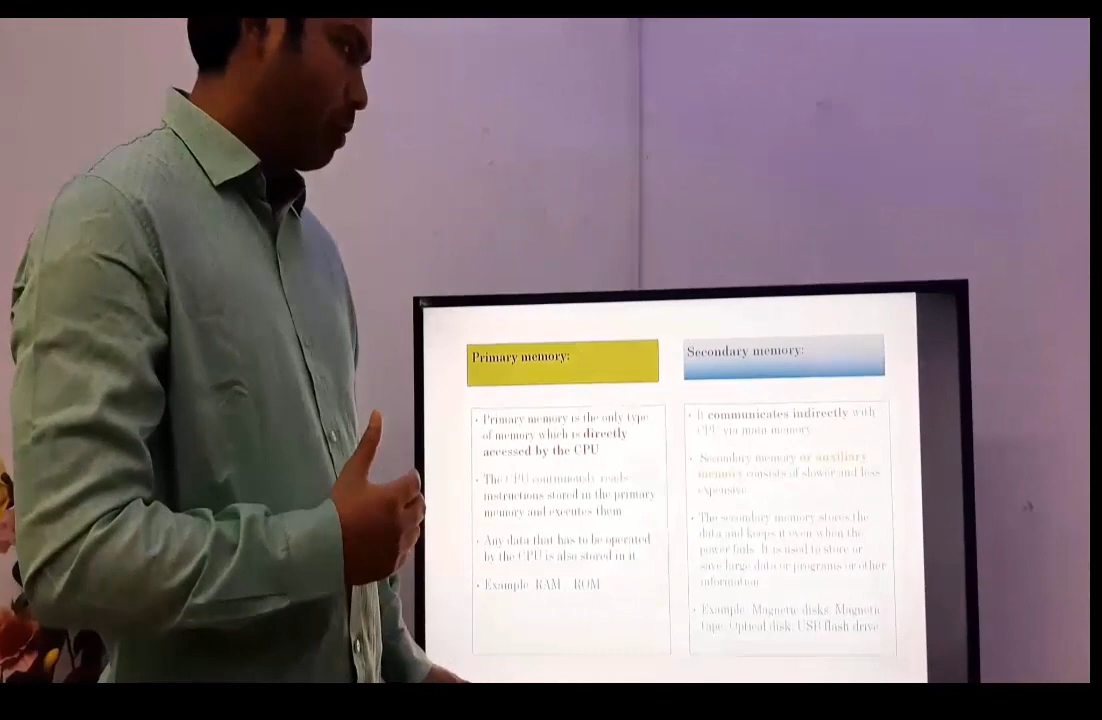 Primary memory:
• Primary memory is the only type
of memory which is directly
accessed by the CPU
• The CPU continuously reads
instructions stored in the primary
memory and executes them
• Any data that has to be operated
by the CPU is also stored in it
• Example RAM ROM
Secondary memory:
• It communicates indirectly with
CPU via main memory
• Secondary memory or auxiliary
memory consists of slower and less
expensive
• The secondary memory stores the
data and keeps it even when the
power fails. It is used to store or
save large data or programs or other
information
• Example. Magnetic disks, Magnetic
tape, Optical disk, USB flash drive